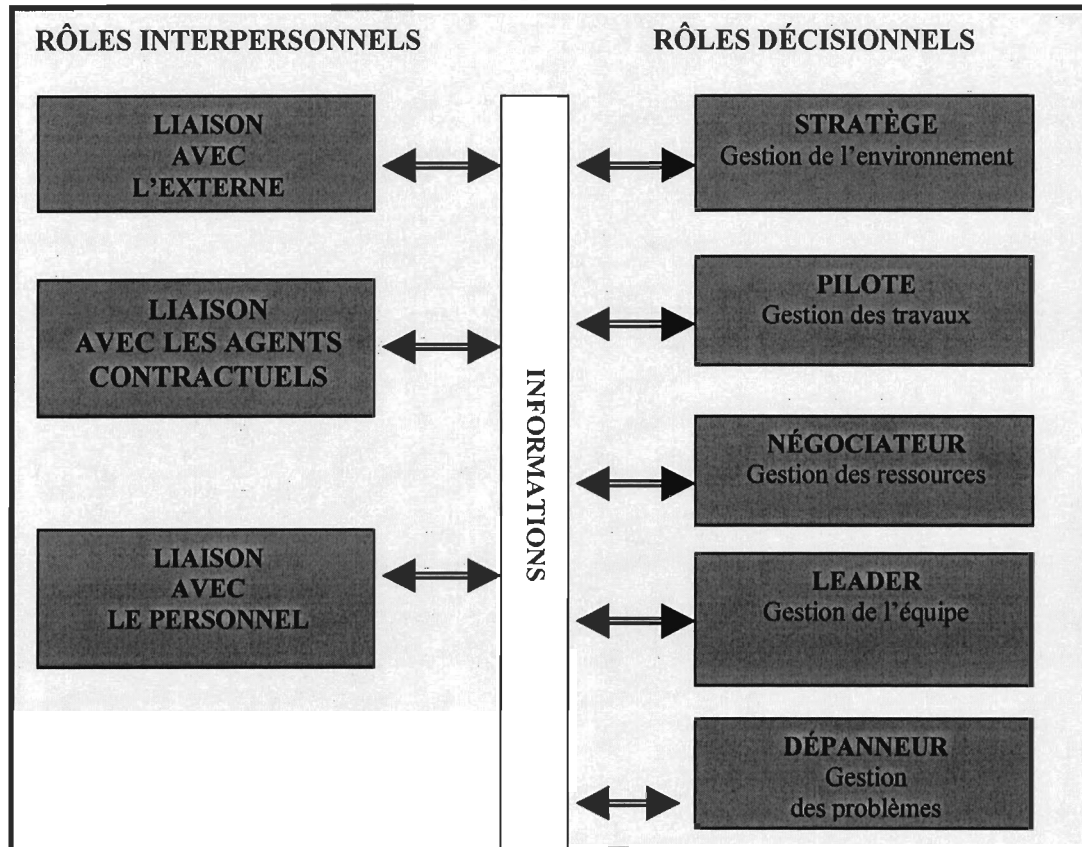 RÔLES INTERPERSONNELS
LIAISON
AVEC
L'EXTERNE
LIAISON
AVEC LES AGENTS
CONTRACTUELS
LIAISON
AVEC
LE PERSONNEL
INFORMATIONS
RÔLES DÉCISIONNELS
STRATÈGE
Gestion de l'environnement
PILOTE
Gestion des travaux
NÉGOCIATEUR
Gestion des ressources
LEADER
Gestion de l'équipe
DÉPANNEUR
Gestion
des problèmes